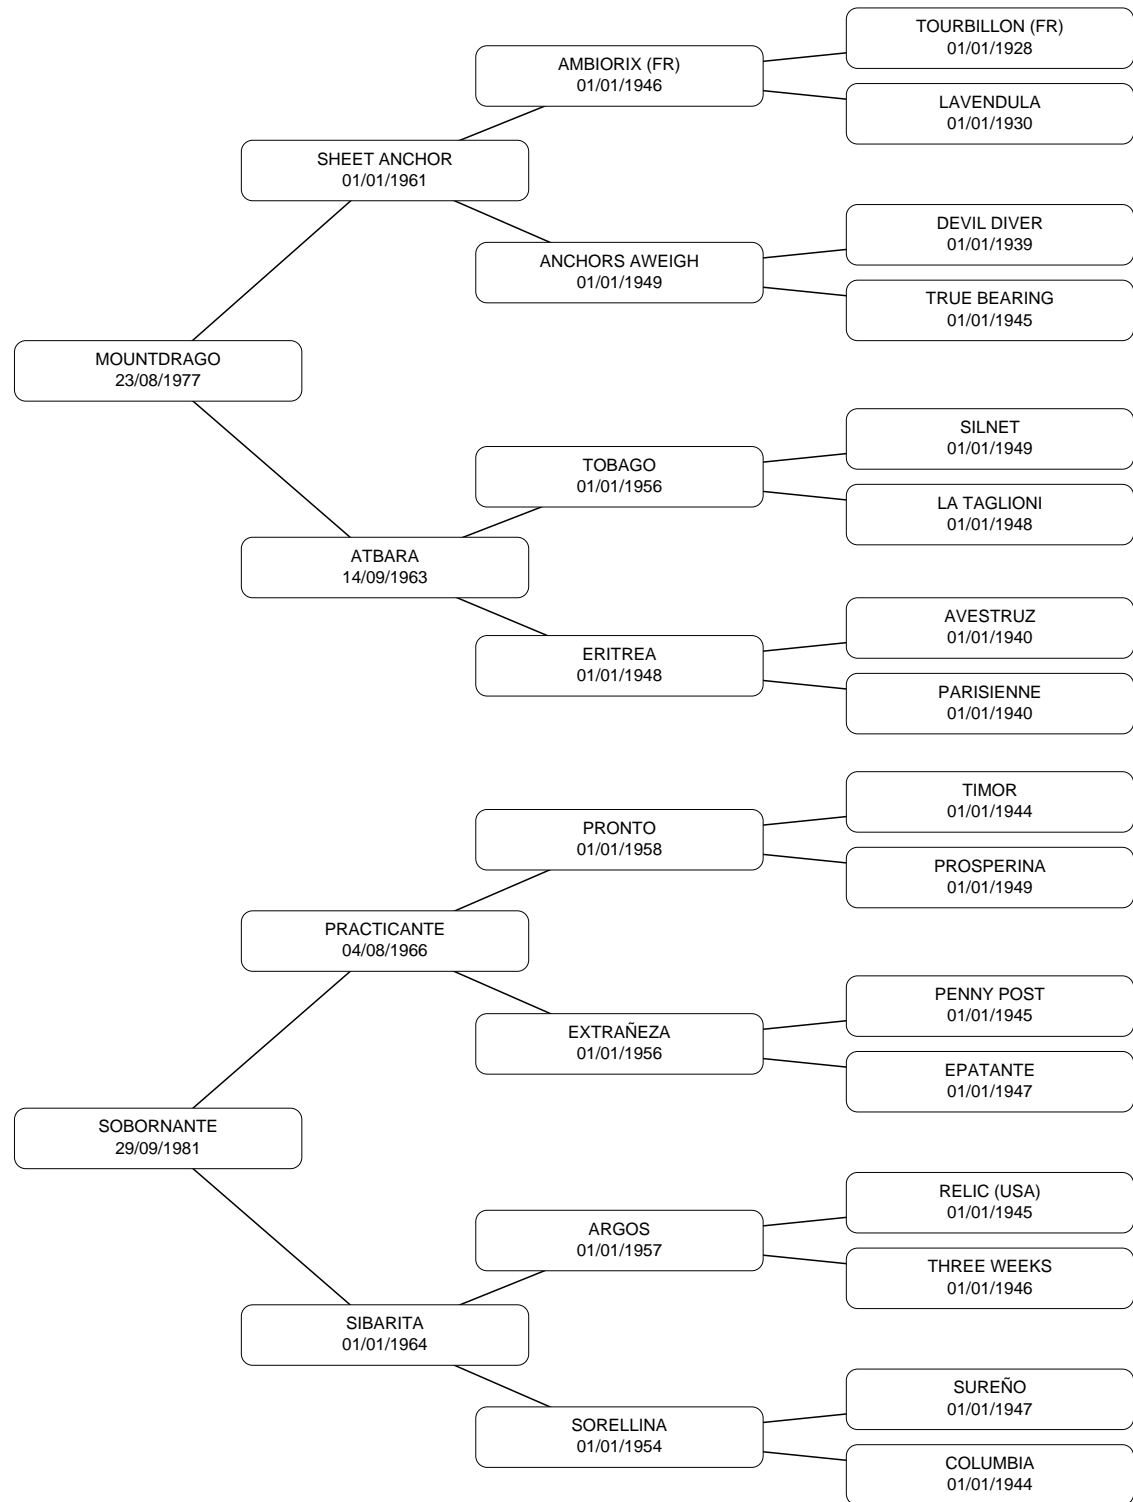 TOURBILLON (FR)
01/01/1928
AMBIORIX (FR)
01/01/1946
LAVENDULA
01/01/1930
SHEET ANCHOR
01/01/1961
DEVIL DIVER
01/01/1939
ANCHORS AWEIGH
01/01/1949
TRUE BEARING
01/01/1945
MOUNTDRAGO
23/08/1977
SILNET
01/01/1949
TOBAGO
01/01/1956
LA TAGLIONI
01/01/1948
ATBARA
14/09/1963
AVESTRUZ
01/01/1940
ERITREA
01/01/1948
PARISIENNE
01/01/1940
TIMOR
01/01/1944
PRONTO
01/01/1958
PROSPERINA
01/01/1949
PRACTICANTE
04/08/1966
PENNY POST
01/01/1945
EXTRAÑEZA
01/01/1956
EPATANTE
01/01/1947
SOBORNANTE
29/09/1981
RELIC (USA)
01/01/1945
ARGOS
01/01/1957
THREE WEEKS
01/01/1946
SIBARITA
01/01/1964
SUREÑO
01/01/1947
SORELLINA
01/01/1954
COLUMBIA
01/01/1944